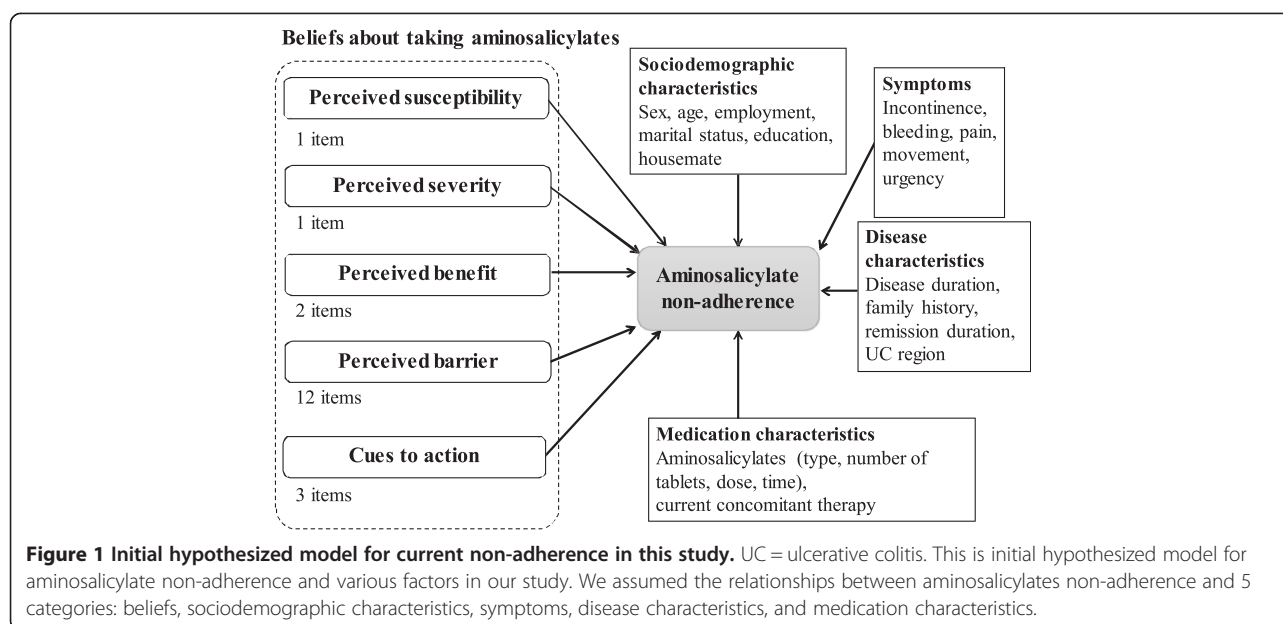 Beliefs about taking aminosalicylates
Perceived susceptibility
1 item
Perceived severity
1 item
Perceived benefit
2 items
Perceived barrier
12 items
Cues to action
3 items
Sociodemographic
characteristics
Sex, age, employment,
marital status, education,
housemate
Symptoms
Incontinence,
bleeding, pain,
movement,
urgency
Aminosalicylate
non-adherence
Disease
characteristics
Disease duration,
family history,
remission duration,
UC region
Medication characteristics
Aminosalicylates (type, number of
tablets, dose, time),
current concomitant therapy
Figure 1 Initial hypothesized model for current non-adherence in this study. UC = ulcerative colitis. This is initial hypothesized model for
aminosalicylate non-adherence and various factors in our study. We assumed the relationships between aminosalicylates non-adherence and 5
categories: beliefs, sociodemographic characteristics, symptoms, disease characteristics, and medication characteristics.